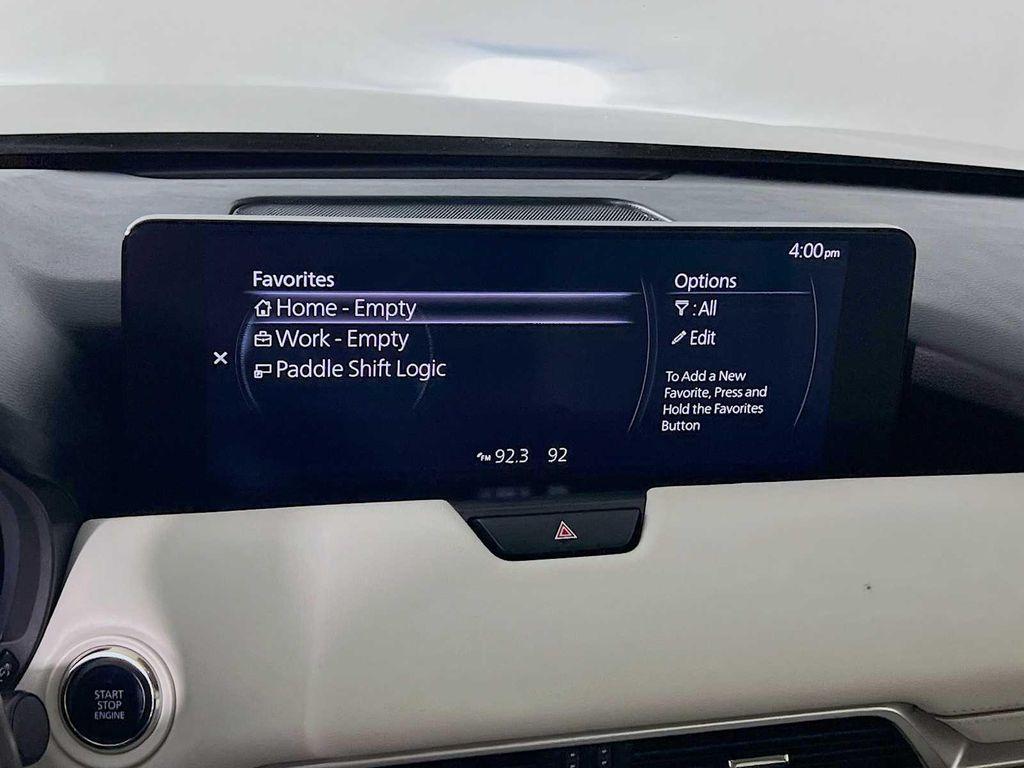 4:00pm
Favorites
Home - Empty
Work - Empty
Paddle Shift Logic
Options
: All
Edit
To Add a New
Favorite, Press and
Hold the Favorites
Button
FM 92.3 92
START
STOP
ENGINE